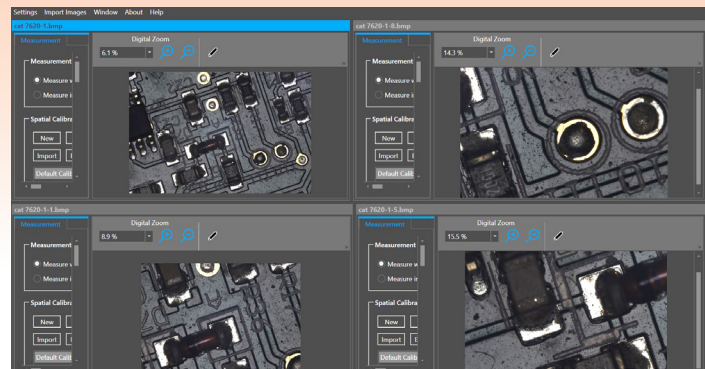 Settings Import Images Window About Help
cat 7620-1.bmp
Measurement
Digital Zoom
6.1 %
Measurement
Measure
Measure
Spatial Calibra
New
Import
Default Calib
cat 7620-1-8.bmp
Measurement
Digital Zoom
14.3 %
Measurement
Measure
Measure
Spatial Calibra
New
Import
Default Calib
cat 7620-1-1.bmp
Measurement
Digital Zoom
8.9 %
Measurement
Measure
Measure
Spatial Calibra
New
Import
Default Calib
cat 7620-1-5.bmp
Measurement
Digital Zoom
15.5 %
Measurement
Measure
Measure
Spatial Calibra
New
Import
Default Calib